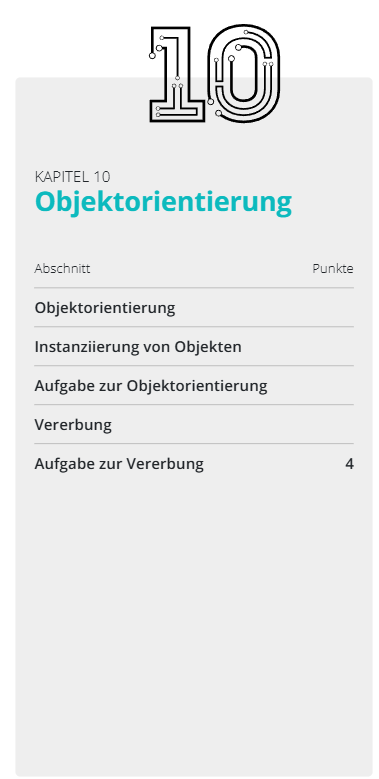 10
KAPITEL 10
Objektorientierung
Abschnitt Punkte
Objektorientierung
Instanziierung von Objekten
Aufgabe zur Objektorientierung
Vererbung
Aufgabe zur Vererbung 4